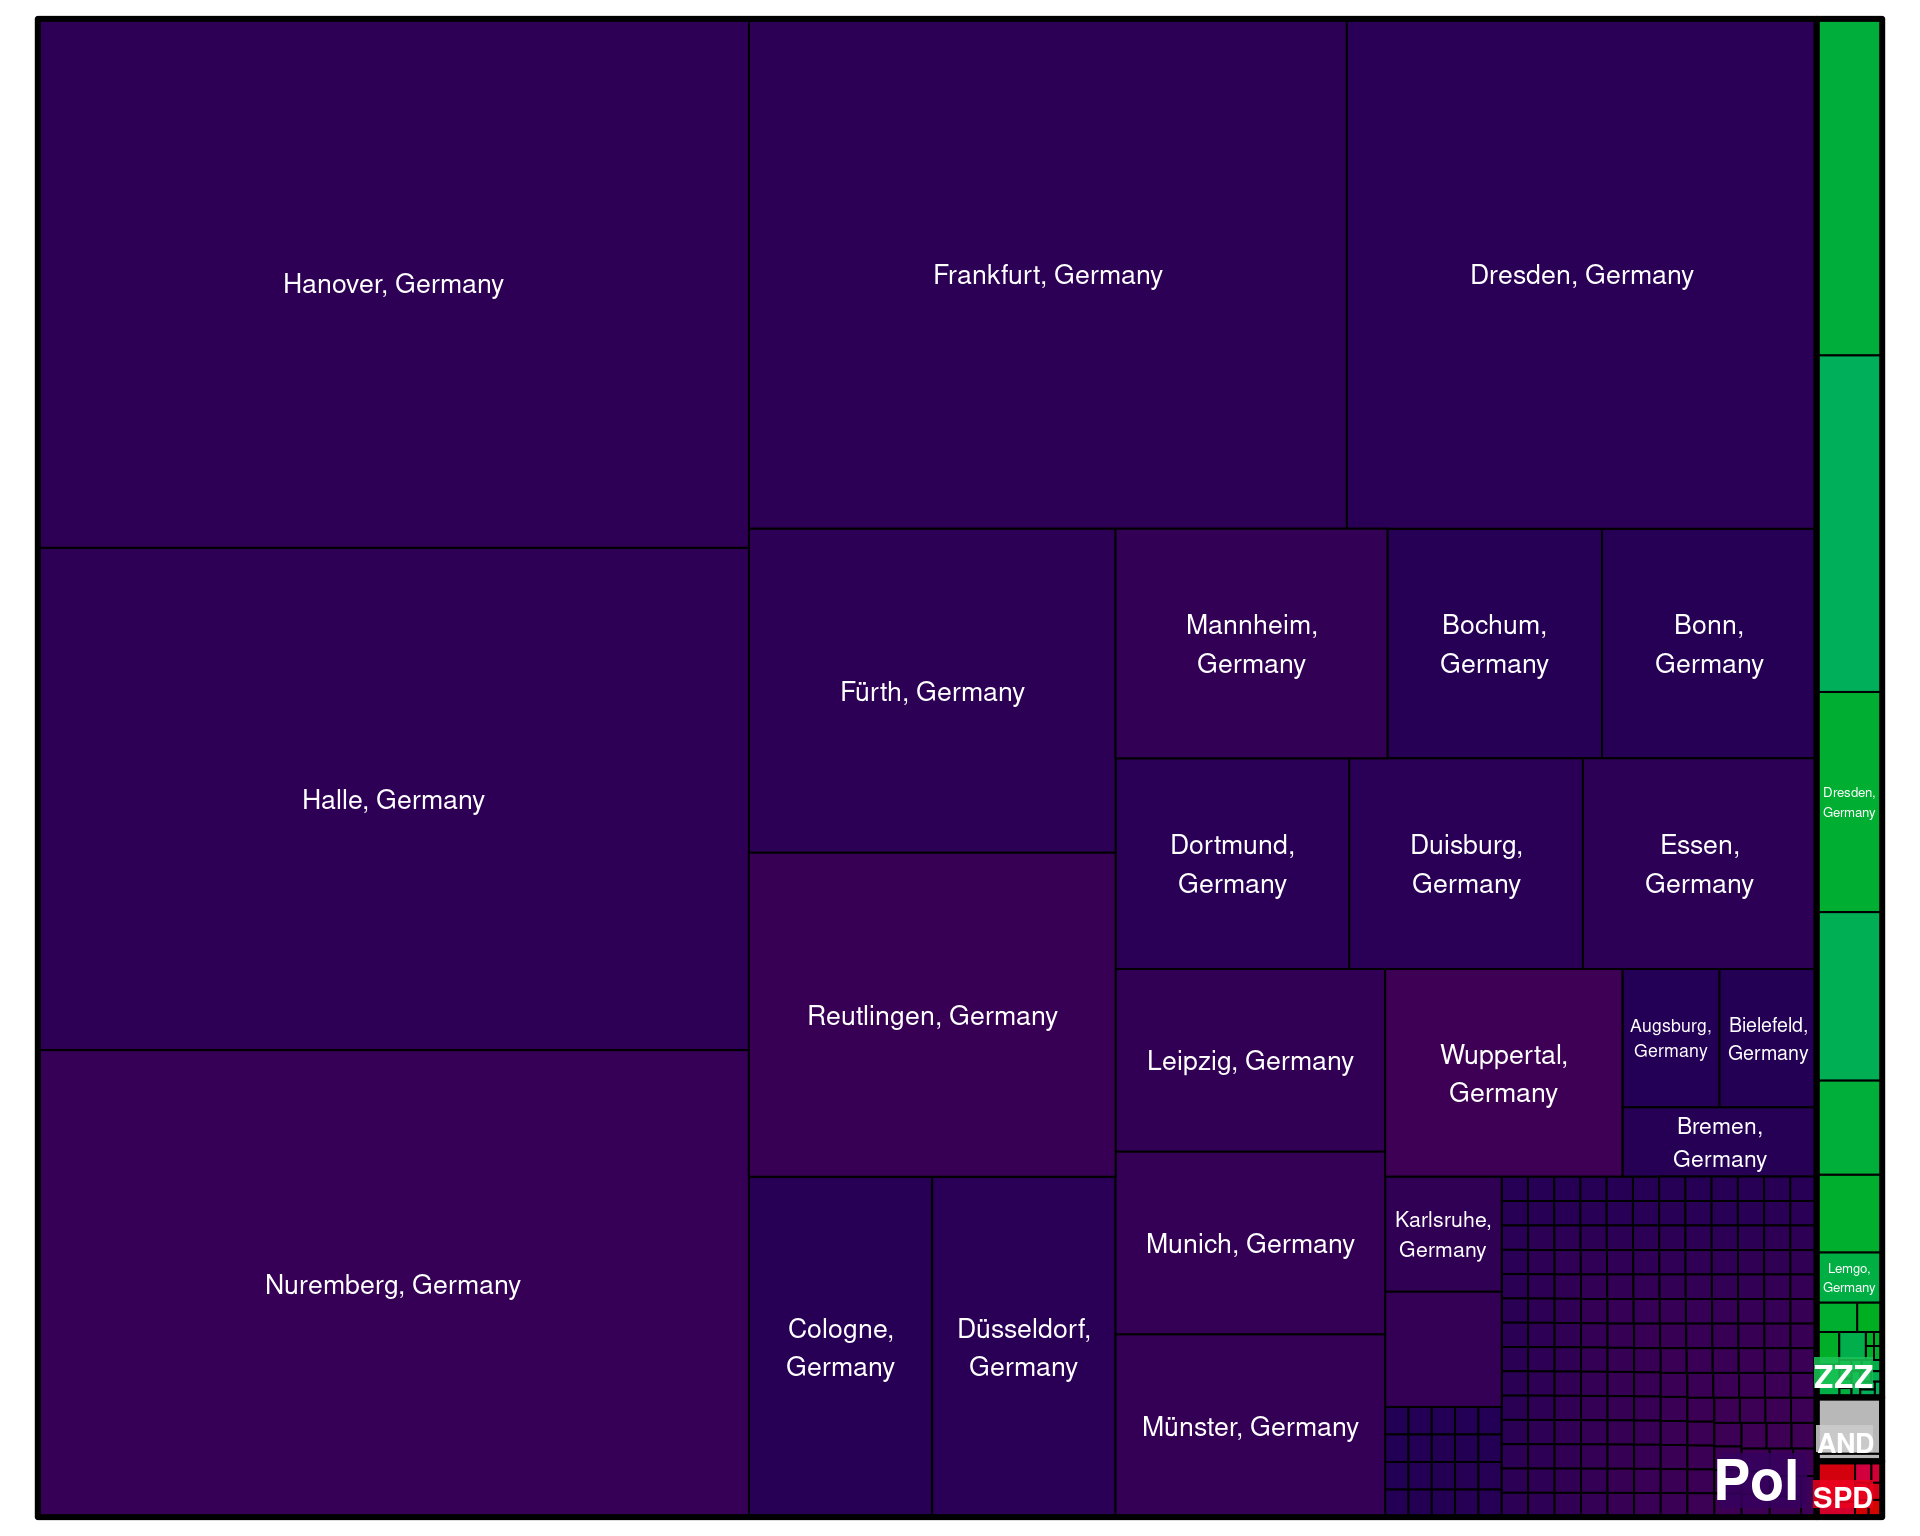 Hanover, Germany
Frankfurt, Germany
Dresden, Germany
Halle, Germany
Fürth, Germany
Mannheim,
Germany
Bochum,
Germany
Bonn,
Germany
Dortmund,
Germany
Duisburg,
Germany
Essen,
Germany
Dresden,
Germany
Reutlingen, Germany
Leipzig, Germany
Wuppertal,
Germany
Augsburg,
Germany
Bielefeld,
Germany
Bremen,
Germany
Nuremberg, Germany
Cologne,
Germany
Düsseldorf,
Germany
Munich, Germany
Karlsruhe,
Germany
Münster, Germany
Lemgo,
Germany
ZZZ
AND
Pol
SPD